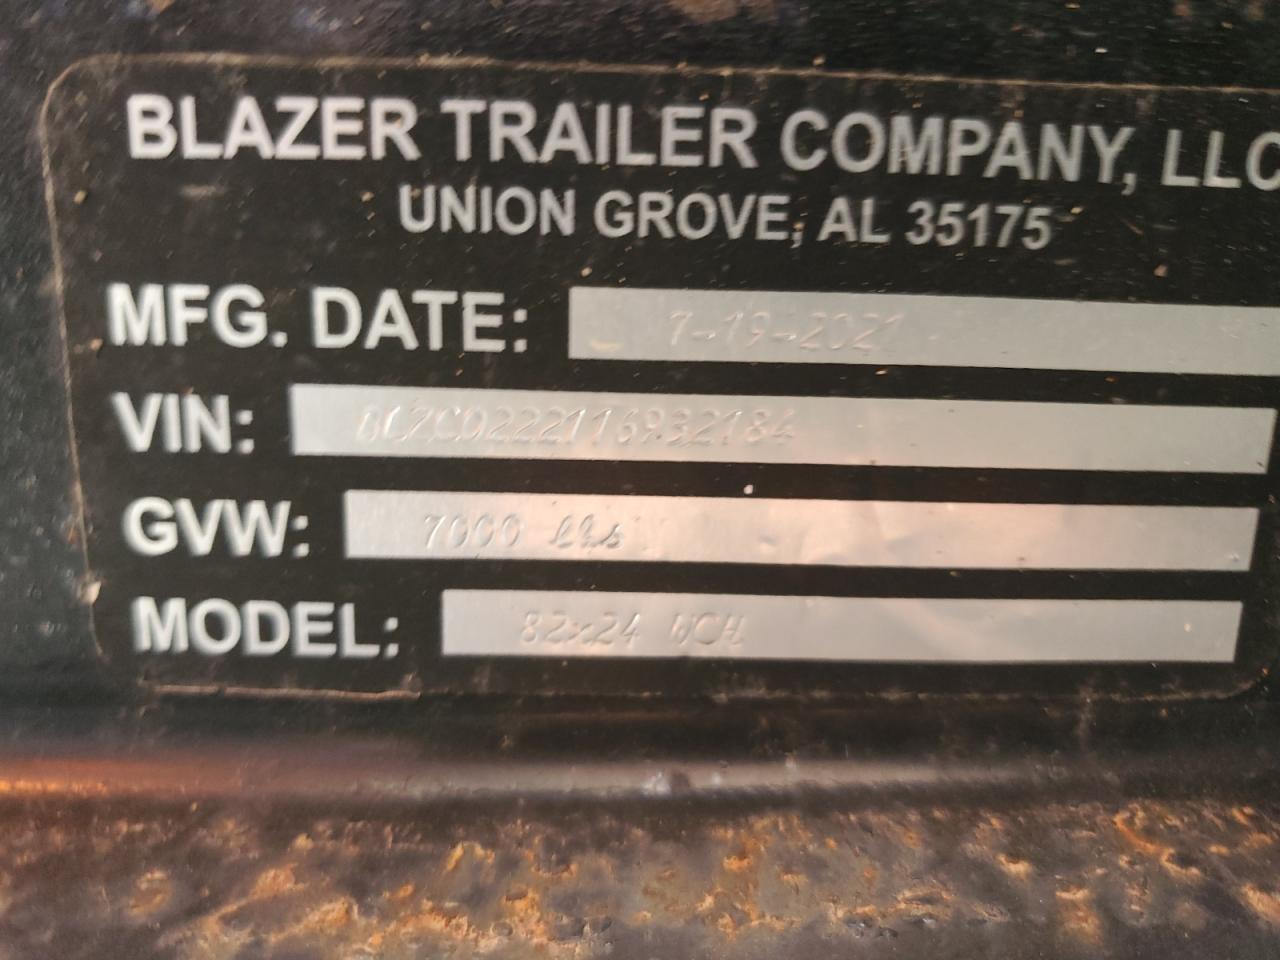 BLAZER TRAILER COMPANY, LLC
UNION GROVE, AL 35175
MFG. DATE: 7-19-2021
VIN:
GVW: 7000 lbs
MODEL: 82x24 WCH